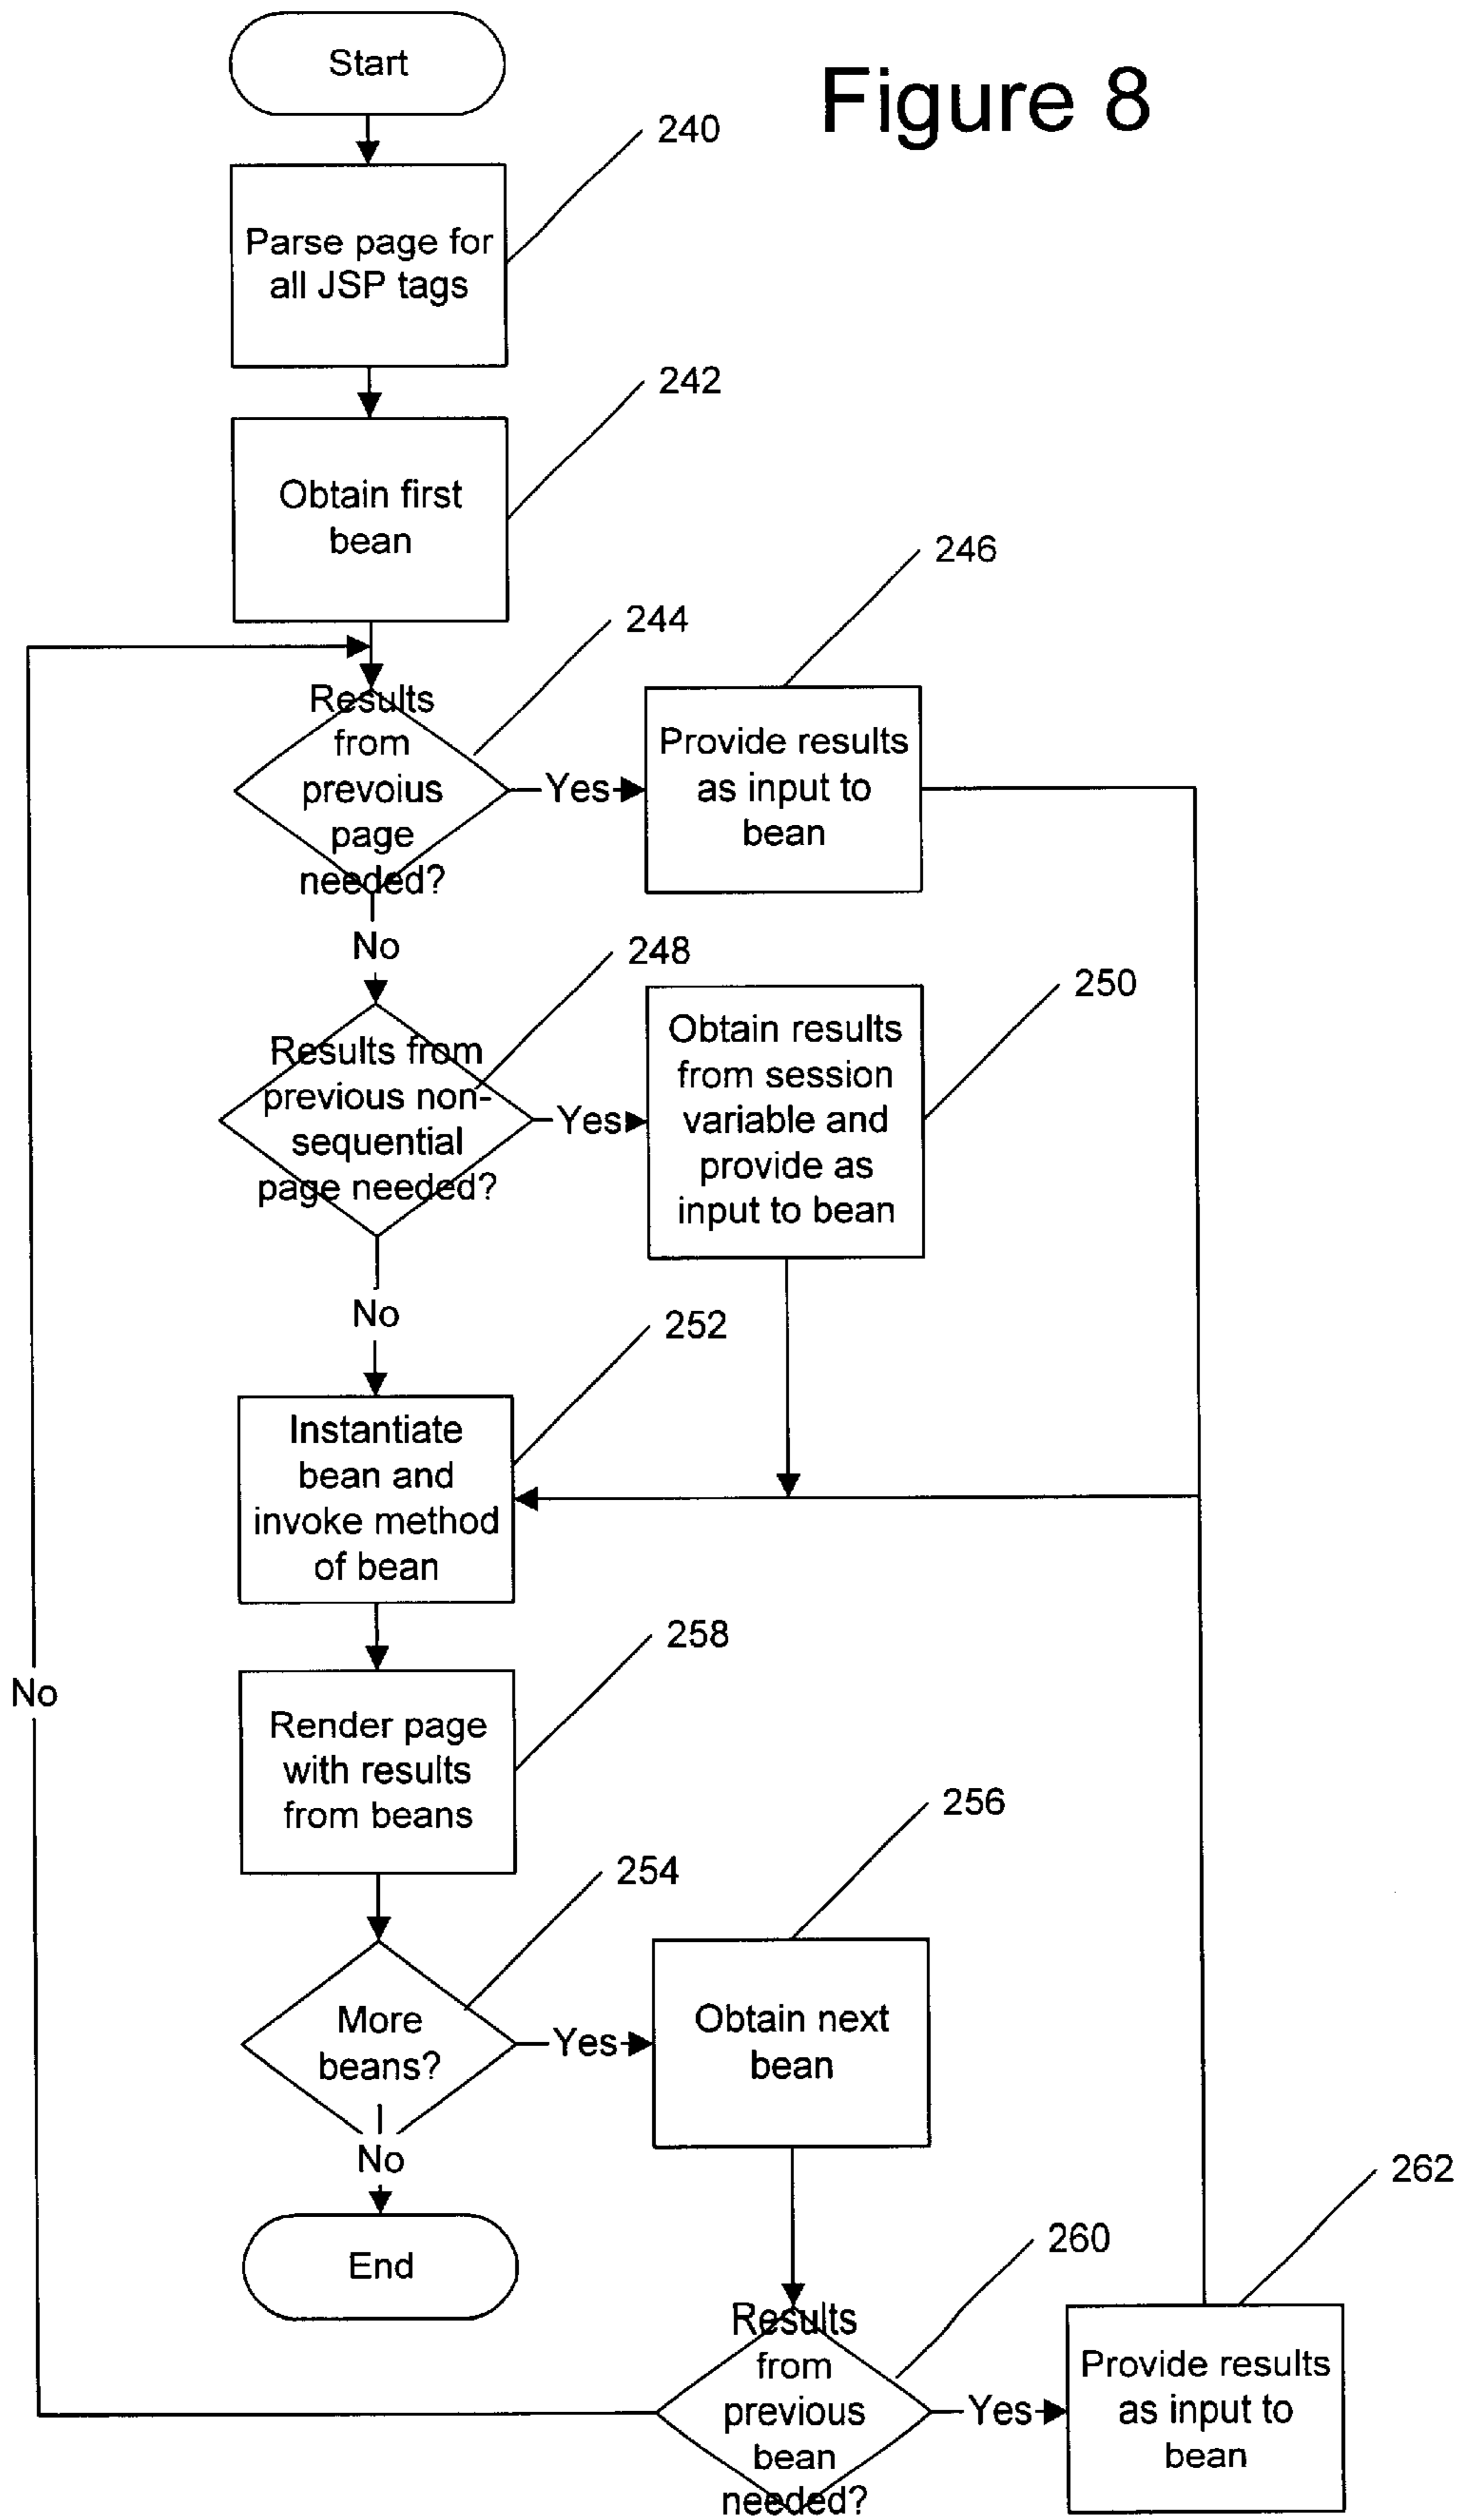 Start
Figure 8
240
Parse page for
all JSP tags
242
Obtain first
bean
246
244
Results
from
prevoius
page
needed?
Yes
Provide results
as input to
bean
No
248
250
Results from
previous non-
sequential
page needed?
Yes
Obtain results
from session
variable and
provide as
input to bean
No
252
Instantiate
bean and
invoke method
of bean
258
No
Render page
with results
from beans
256
254
More
beans?
Yes
Obtain next
bean
No
262
260
End
Results
from
previous
bean
needed?
Yes
Provide results
as input to
bean